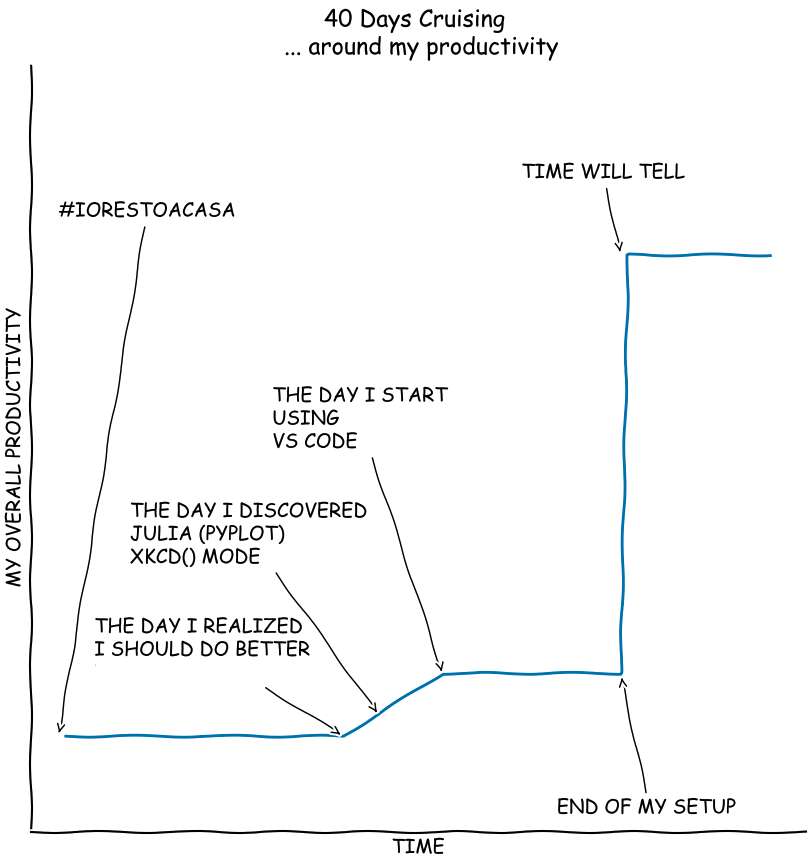 40 Days Cruising
... around my productivity
TIME WILL TELL
#IORESTOACASA
MY OVERALL PRODUCTIVITY
THE DAY I START
USING
VS CODE
THE DAY I DISCOVERED
JULIA (PYPLOT)
XKCD() MODE
THE DAY I REALIZED
I SHOULD DO BETTER
END OF MY SETUP
TIME